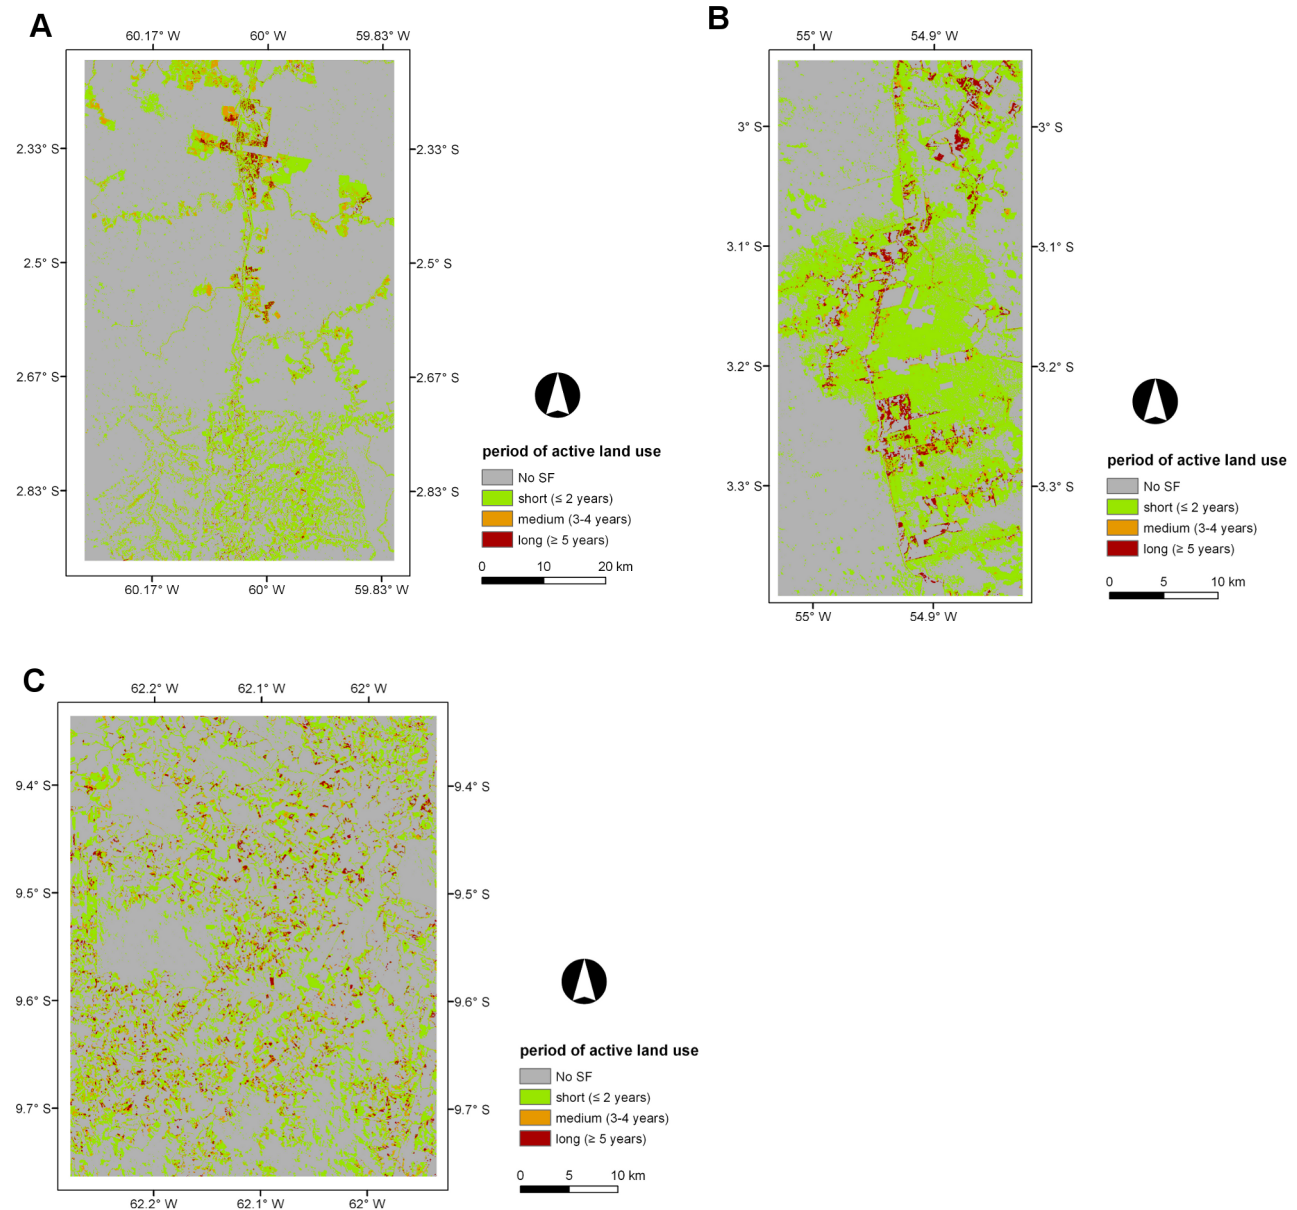 A
60.17° W 60° W 59.83° W
2.33° S 2.33° S
2.5° S 2.5° S
2.67° S 2.67° S
2.83° S 2.83° S
60.17° W 60° W 59.83° W
period of active land use
No SF
short (≤ 2 years)
medium (3-4 years)
long (≥ 5 years)
0 10 20 km
B
55° W 54.9° W
3° S 3° S
3.1° S 3.1° S
3.2° S 3.2° S
3.3° S 3.3° S
55° W 54.9° W
period of active land use
No SF
short (≤ 2 years)
medium (3-4 years)
long (≥ 5 years)
0 5 10 km
C
62.2° W 62.1° W 62° W
9.4° S 9.4° S
9.5° S 9.5° S
9.6° S 9.6° S
9.7° S 9.7° S
62.2° W 62.1° W 62° W
period of active land use
No SF
short (≤ 2 years)
medium (3-4 years)
long (≥ 5 years)
0 5 10 km